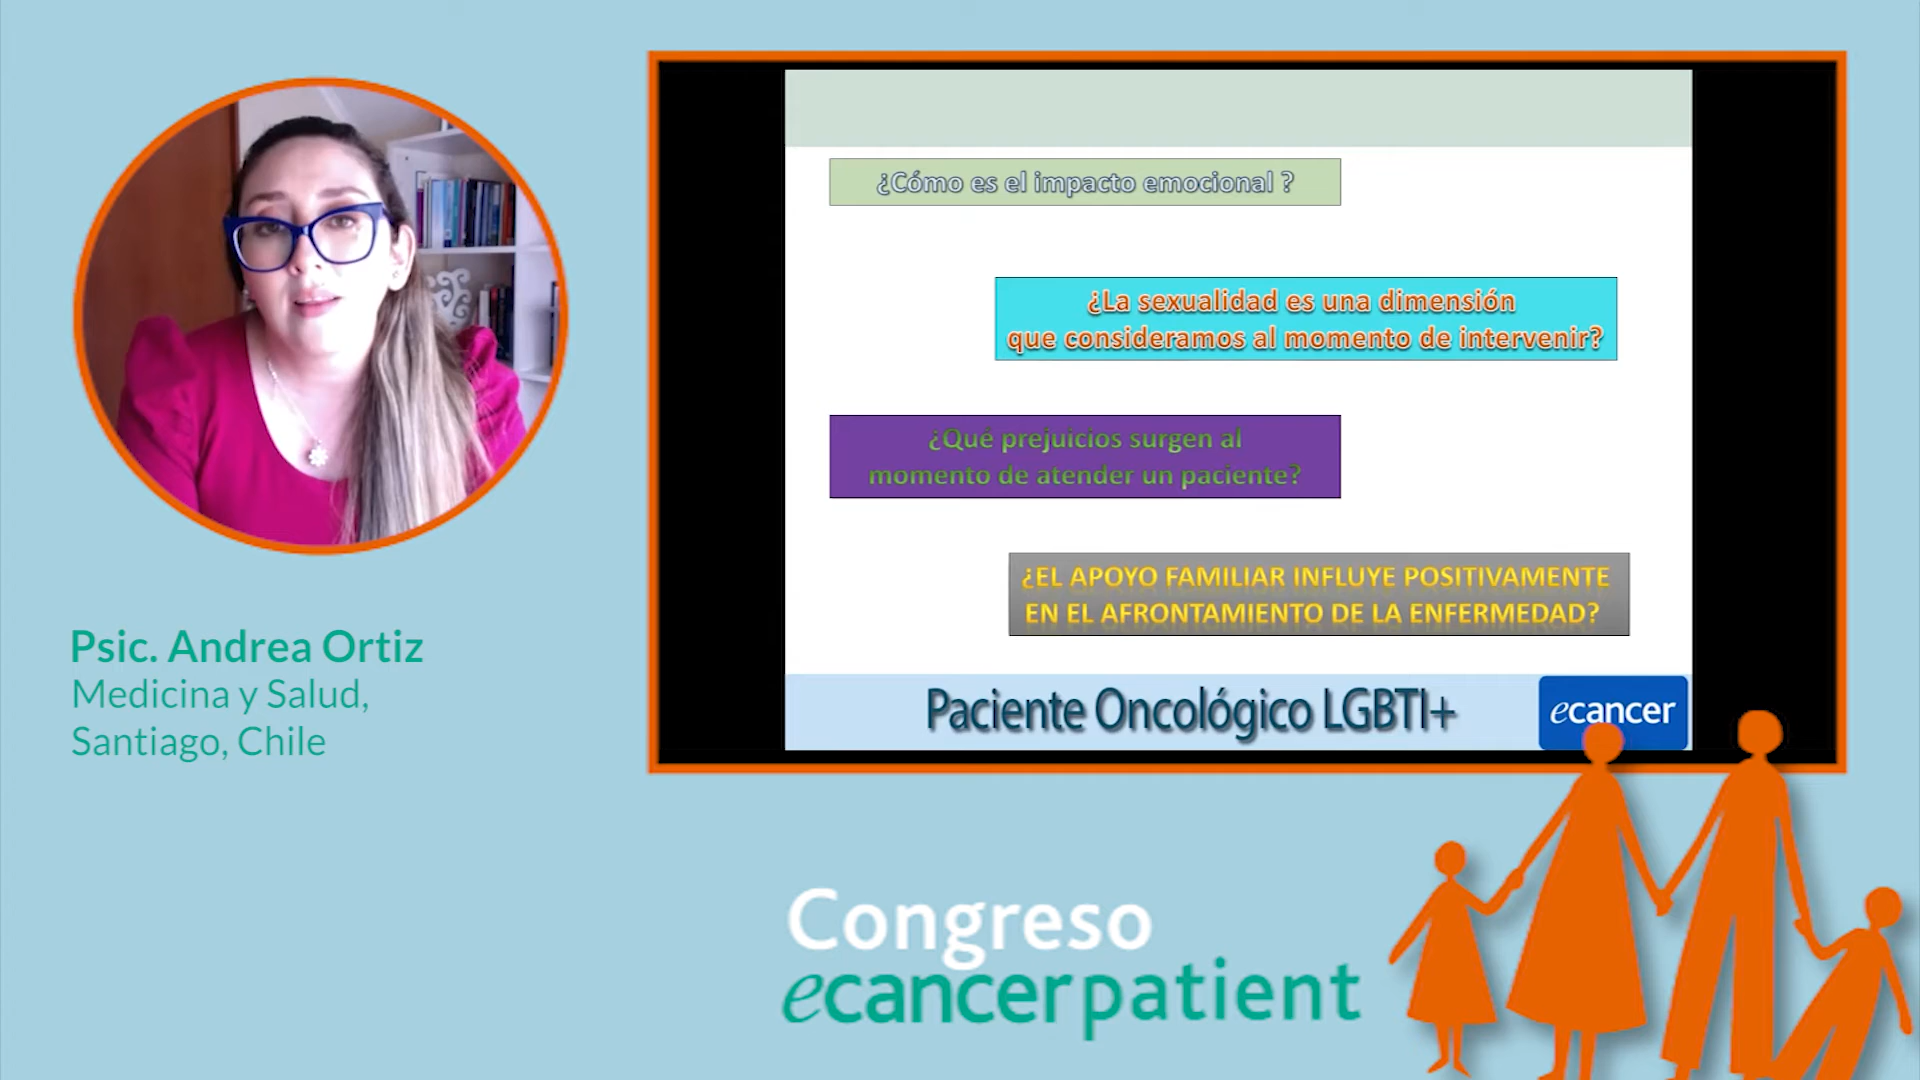 ¿Cómo es el impacto emocional ?
¿La sexualidad es una dimensión
que consideramos al momento de intervenir?
¿Qué prejuicios surgen al
momento de atender un paciente?
¿EL APOYO FAMILIAR INFLUYE POSITIVAMENTE
EN EL AFRONTAMIENTO DE LA ENFERMEDAD?
Paciente Oncológico LGBTI+
ecancer
Psic. Andrea Ortiz
Medicina y Salud,
Santiago, Chile
Congreso
ecancerpatient